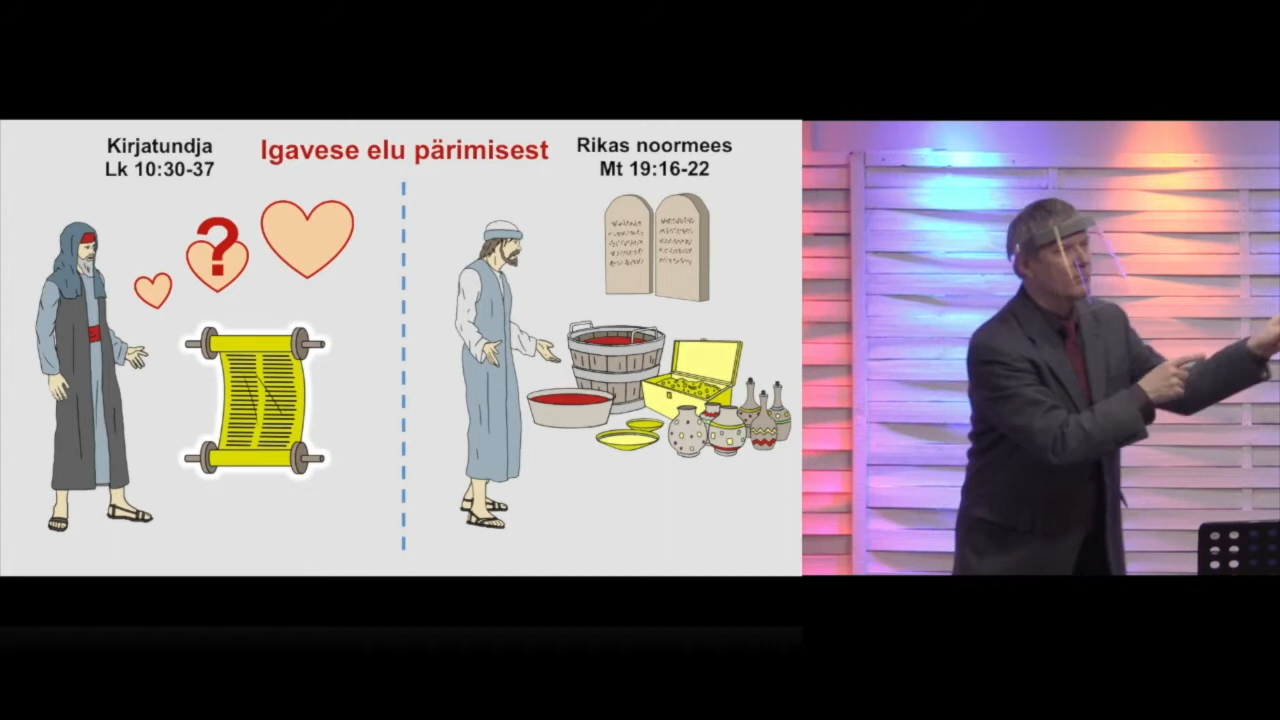 Kirjatundja
Lk 10:30-37
Igavese elu pärimisest
Rikas noormees
Mt 19:16-22
?